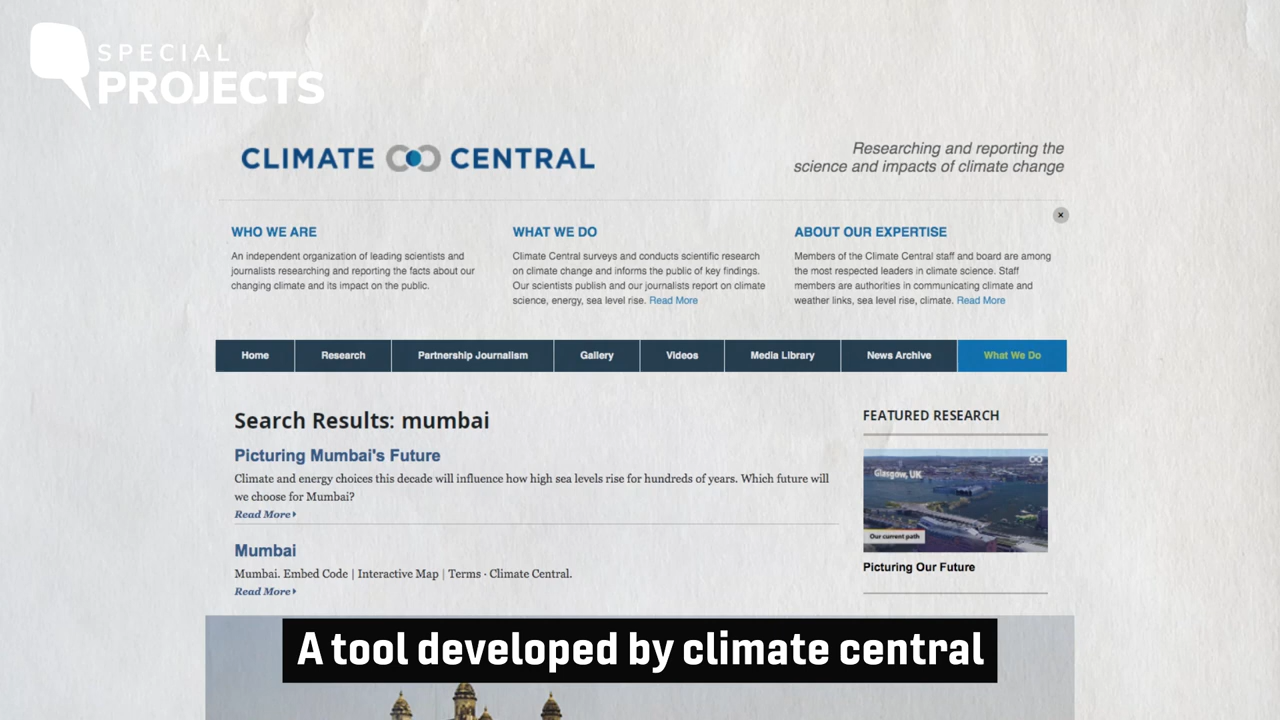 SPECIAL
PROJECTS
CLIMATE CENTRAL
Researching and reporting the
science and impacts of climate change
×
WHO WE ARE
An independent organization of leading scientists and
journalists researching and reporting the facts about our
changing climate and its impact on the public.
WHAT WE DO
Climate Central surveys and conducts scientific research
on climate change and informs the public of key findings.
Our scientists publish and our journalists report on climate
science, energy, sea level rise. Read More
ABOUT OUR EXPERTISE
Members of the Climate Central staff and board are among
the most respected leaders in climate science. Staff
members are authorities in communicating climate and
weather links, sea level rise, climate. Read More
Home Research Partnership Journalism Gallery Videos Media Library News Archive What We Do
Search Results: mumbai
Picturing Mumbai's Future
Climate and energy choices this decade will influence how high sea levels rise for hundreds of years. Which future will
we choose for Mumbai?
Read More
Mumbai
Mumbai. Embed Code | Interactive Map | Terms · Climate Central.
Read More
FEATURED RESEARCH
Glasgow, UK
Our current path
Picturing Our Future
A tool developed by climate central